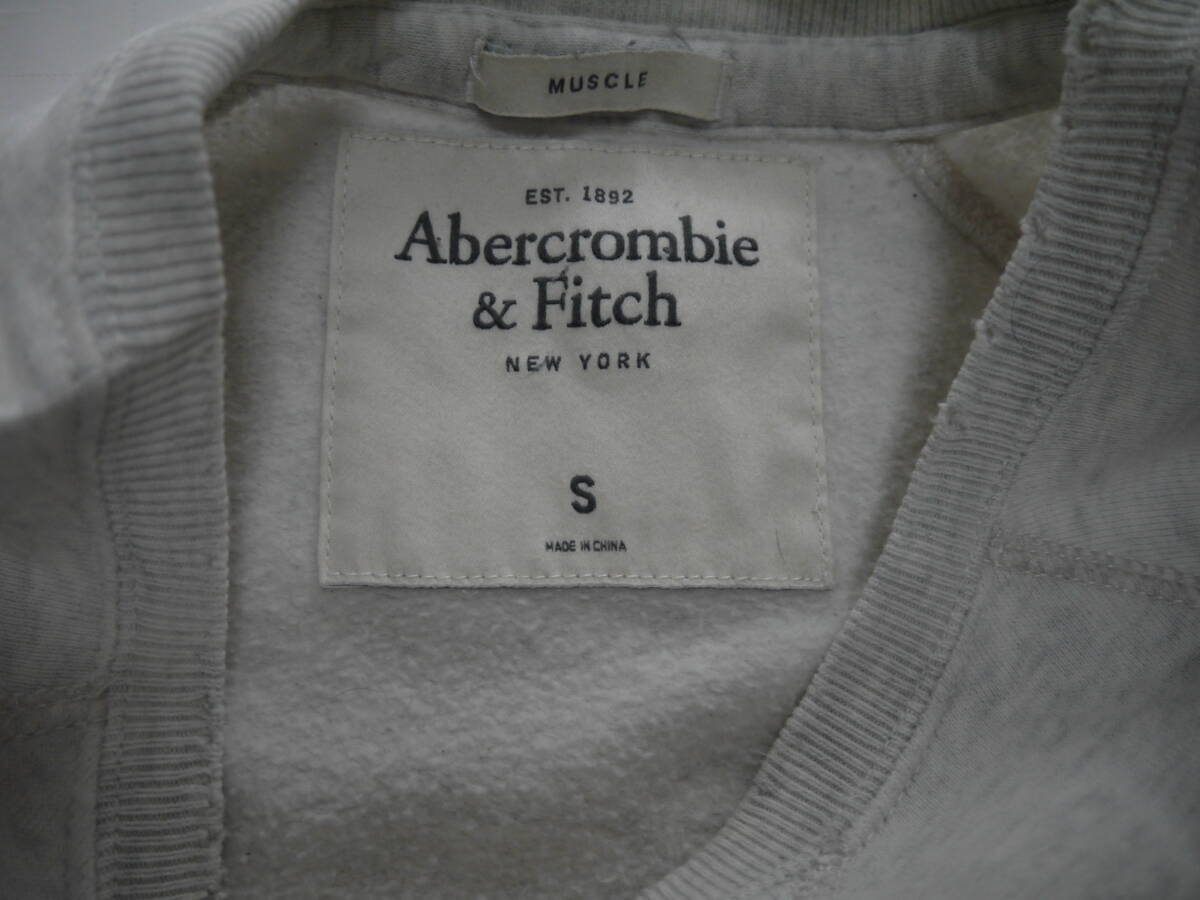 MUSCLE
EST. 1892
Abercrombie
& Fitch
NEW YORK
S
MADE IN CHINA